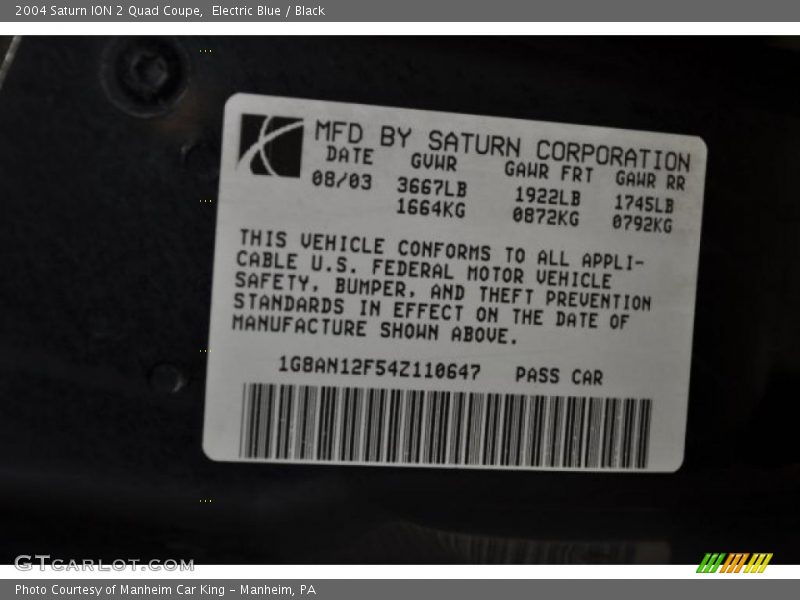 2004 Saturn ION 2 Quad Coupe,  Electric Blue / Black
MFD BY SATURN CORPORATION
DATE GVWR GAWR FRT GAWR RR
08/03 3667LB 1922LB 1745LB
1664KG 0872KG 0792KG
THIS VEHICLE CONFORMS TO ALL APPLI-
CABLE U.S. FEDERAL MOTOR VEHICLE
SAFETY, BUMPER, AND THEFT PREVENTION
STANDARDS IN EFFECT ON THE DATE OF
MANUFACTURE SHOWN ABOVE.
1G8AN12F54Z110647 PASS CAR
GTCARLOT.COM
Photo Courtesy of Manheim Car King - Manheim, PA